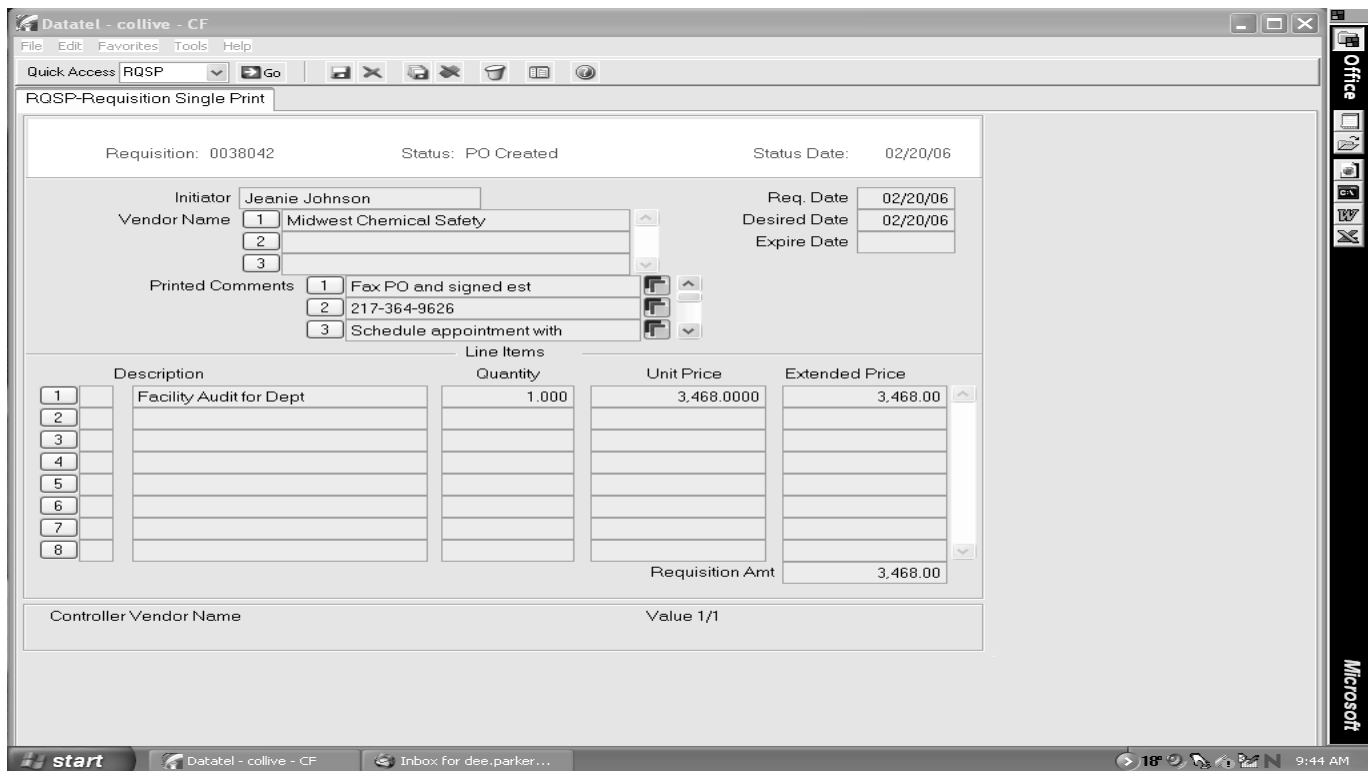 Datatel - collive - CF
File Edit Favorites Tools Help
Quick Access RQSP Go
RQSP-Requisition Single Print
Requisition: 0038042 Status: PO Created Status Date: 02/20/06
Initiator Jeanie Johnson Req. Date 02/20/06
Vendor Name 1 Midwest Chemical Safety Desired Date 02/20/06
2 Expire Date
3
Printed Comments 1 Fax PO and signed est
2 217-364-9626
3 Schedule appointment with
Line Items
Description Quantity Unit Price Extended Price
1 Facility Audit for Dept 1.000 3,468.0000 3,468.00
2
3
4
5
6
7
8
Requisition Amt 3,468.00
Controller Vendor Name Value 1/1
Office
Microsoft
start Datatel - collive - CF Inbox for dee.parker... 18° 9:44 AM